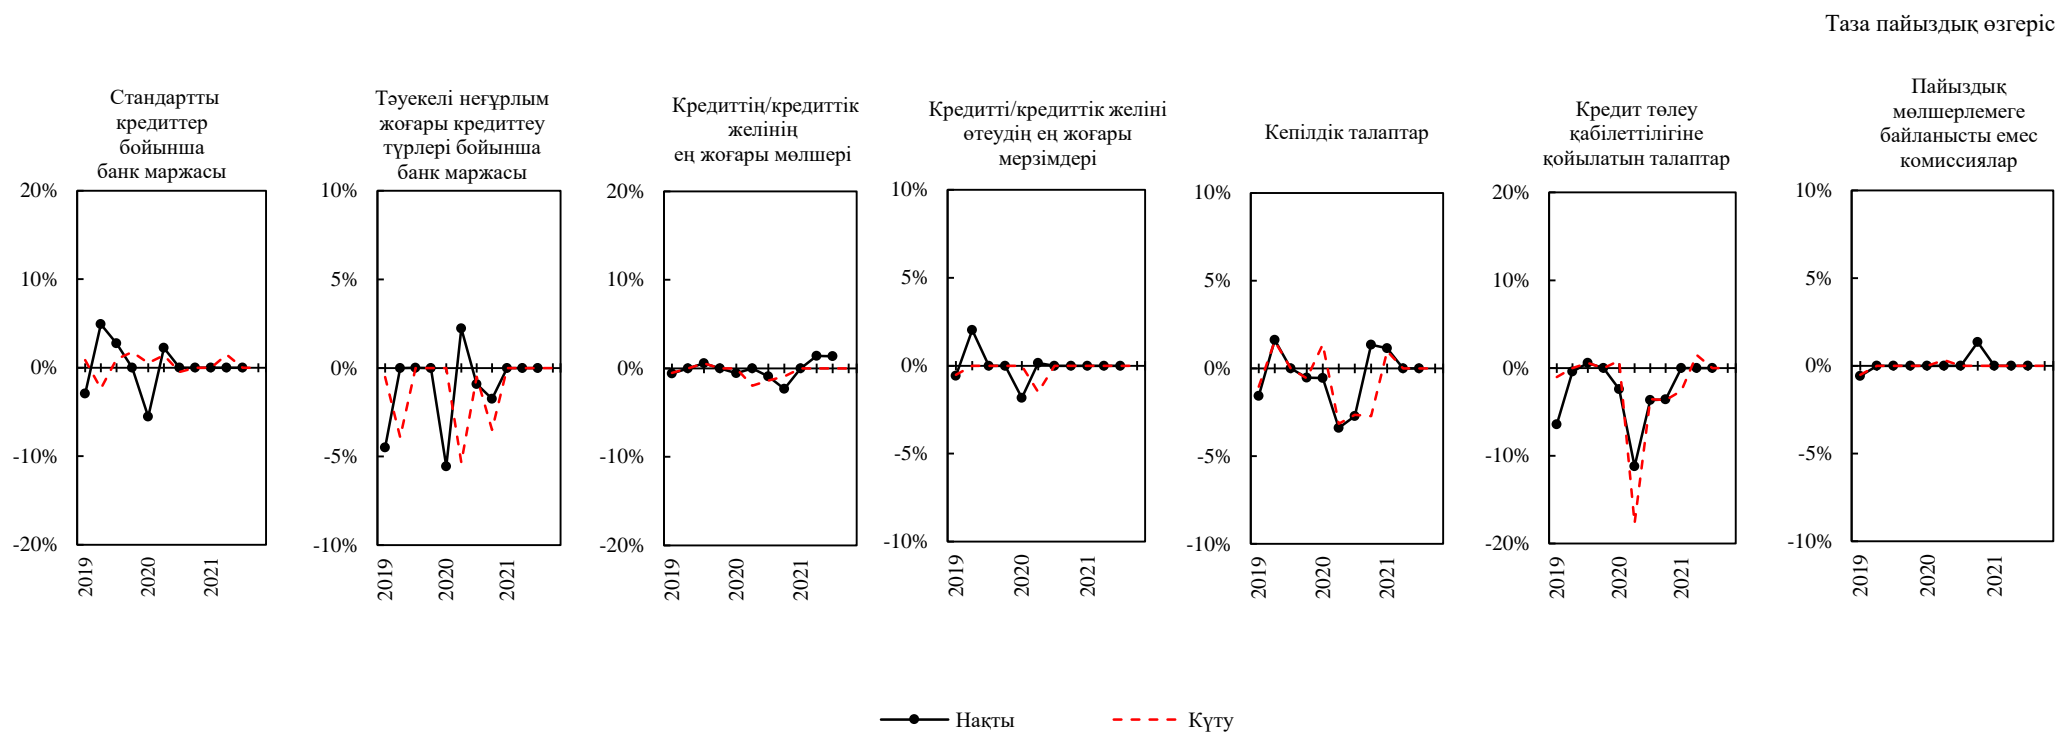 Таза пайыздық өзгеріс
Стандартты
кредиттер
бойынша
банк маржасы
20%
10%
0%
-10%
-20%
2019
2020
2021
Тәуекелі неғұрлым
жоғары кредиттеу
түрлері бойынша
банк маржасы
10%
5%
0%
-5%
-10%
2019
2020
2021
Кредиттің/кредиттік
желінің
ең жоғары мөлшері
20%
10%
0%
-10%
-20%
2019
2020
2021
Кредитті/кредиттік желіні
өтеудің ең жоғары
мерзімдері
10%
5%
0%
-5%
-10%
2019
2020
2021
Кепілдік талаптар
10%
5%
0%
-5%
-10%
2019
2020
2021
Кредит төлеу
қабілеттілігіне
қойылатын талаптар
20%
10%
0%
-10%
-20%
2019
2020
2021
Пайыздық
мөлшерлемеге
байланысты емес
комиссиялар
10%
5%
0%
-5%
-10%
2019
2020
2021
Нақты
Күту